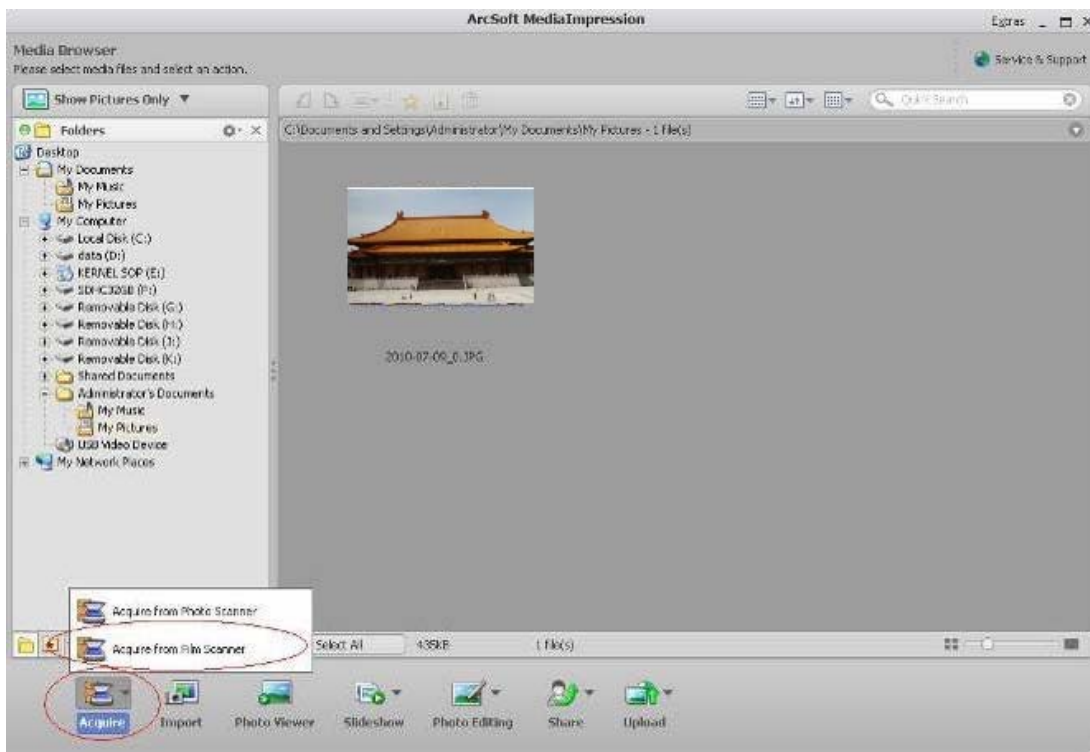 ArcSoft MediaImpression
Extras
Media Browser
Please select media files and select an action.
Service & Support
Show Pictures Only
Quick Search
Folders
C:\Documents and Settings\Administrator\My Documents\My Pictures - 1 File(s)
Desktop
My Documents
My Music
My Pictures
My Computer
Local Disk (C:)
data (D:)
KERNEL SOP (E:)
SDHC32GB (F:)
Removable Disk (G:)
Removable Disk (H:)
Removable Disk (J:)
Removable Disk (K:)
Shared Documents
Administrator's Documents
My Music
My Pictures
USB Video Device
My Network Places
2010-07-09_0.JPG
Acquire from Photo Scanner
Acquire from Film Scanner
Select All
435KB
1 file(s)
Acquire
Import
Photo Viewer
Slideshow
Photo Editing
Share
Upload